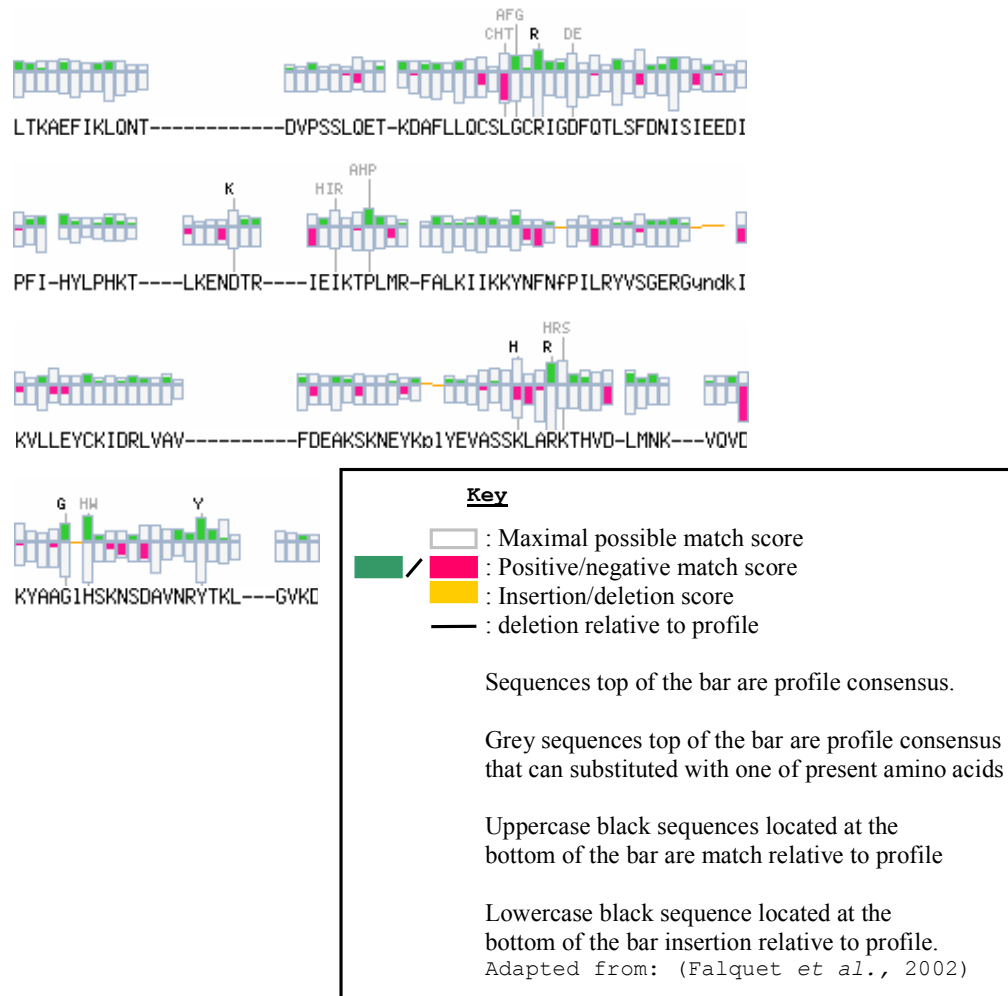 AFG
CHT R DE
LTKAEFIKLQNT------------DVPSSLQET-KDAFLLQCSLGCRIGDFQTLSFDNISIEEDI
AHP
K HIR
PFI-HYLPHKT----LKENDTR----IEIKTPLMR-FALKIIKKYNFNfPILRYVSGERGyndkI
HRS
H R
KVLLEYCKIDRLVAV----------FDEAKSKNEYKplYEVASSKLARKTHVD-LMNK---VQVD
G HW Y
KYAAGlHSKNSDAVNRYTKL---GVKD
Key
: Maximal possible match score
/ : Positive/negative match score
: Insertion/deletion score
: deletion relative to profile
Sequences top of the bar are profile consensus.
Grey sequences top of the bar are profile consensus
that can substituted with one of present amino acids
Uppercase black sequences located at the
bottom of the bar are match relative to profile
Lowercase black sequence located at the
bottom of the bar insertion relative to profile.
Adapted from: (Falquet et al., 2002)